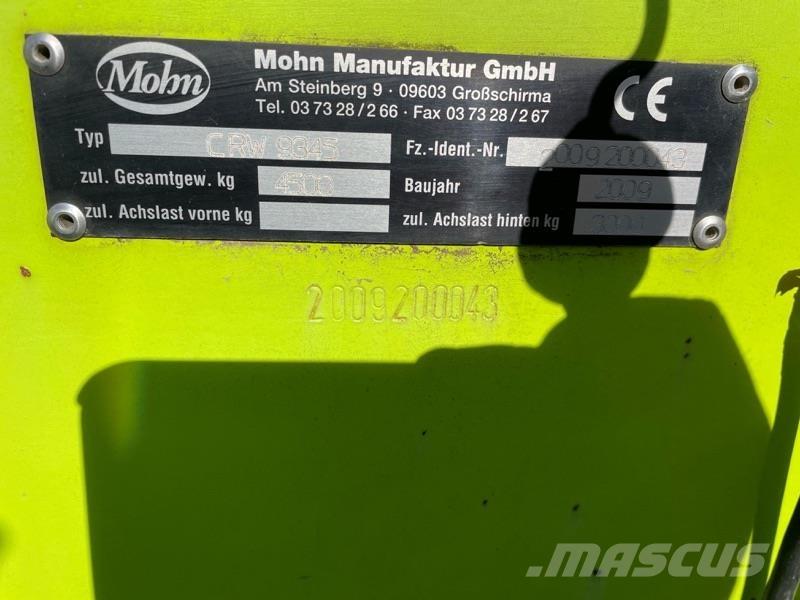 Mohn
Mohn Manufaktur GmbH
Am Steinberg 9 · 09603 Großschirma
Tel. 03 73 28 / 2 66 · Fax 03 73 28 / 2 67
CE
Typ CRW 9345 Fz.-Ident.-Nr. 2009200043
zul. Gesamtgew. kg 4500 Baujahr 2009
zul. Achslast vorne kg zul. Achslast hinten kg
2009200043
MASCUS